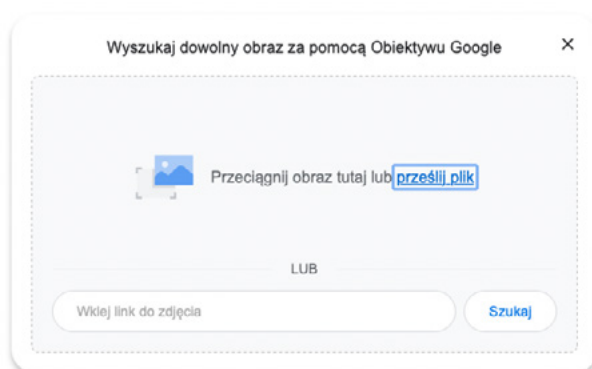 Wyszukaj dowolny obraz za pomocą Obiektywu Google
Przeciągnij obraz tutaj lub prześlij plik
LUB
Wklej link do zdjęcia
Szukaj